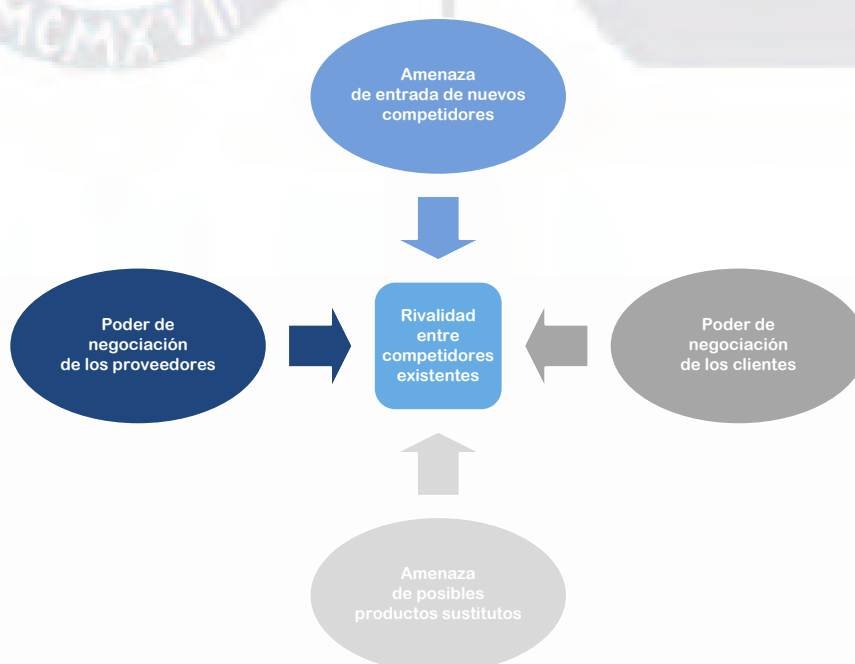 MCMXVII
Amenaza
de entrada de nuevos
competidores
Poder de
negociación
de los proveedores
Rivalidad
entre
competidores
existentes
Poder de
negociación
de los clientes
Amenaza
de posibles
productos sustitutos